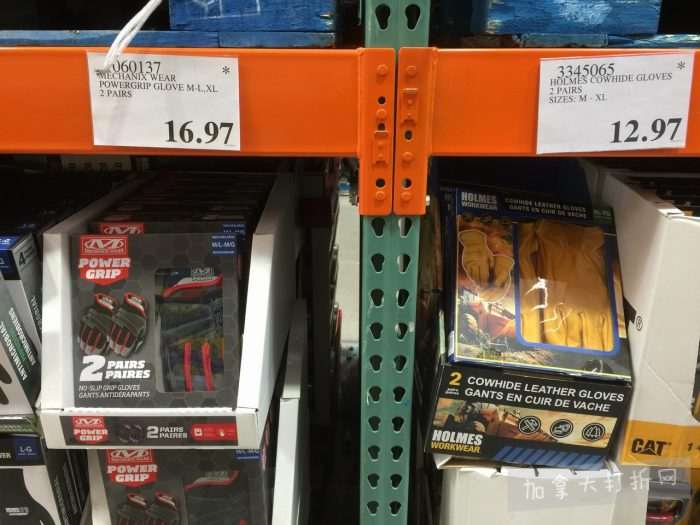 060137 *
MECHANIX WEAR
POWERGRIP GLOVE M-L,XL
2 PAIRS
16.97
3345065 *
HOLMES COWHIDE GLOVES
2 PAIRS
SIZES: M - XL
12.97
POWER
GRIP
M/L-MG
2 PAIRS
PAIRES
NO-SLIP GRIP GLOVES
GANTS ANTIDÉRAPANTS
POWER
GRIP
2 PAIRS
PAIRES
POWER
GRIP
L-G
ANTIMICROBIAL
HOLMES
WORKWEAR
COWHIDE LEATHER GLOVES
GANTS EN CUIR DE VACHE
2 COWHIDE LEATHER GLOVES
GANTS EN CUIR DE VACHE
HOLMES
WORKWEAR
CAT
加拿大打折网